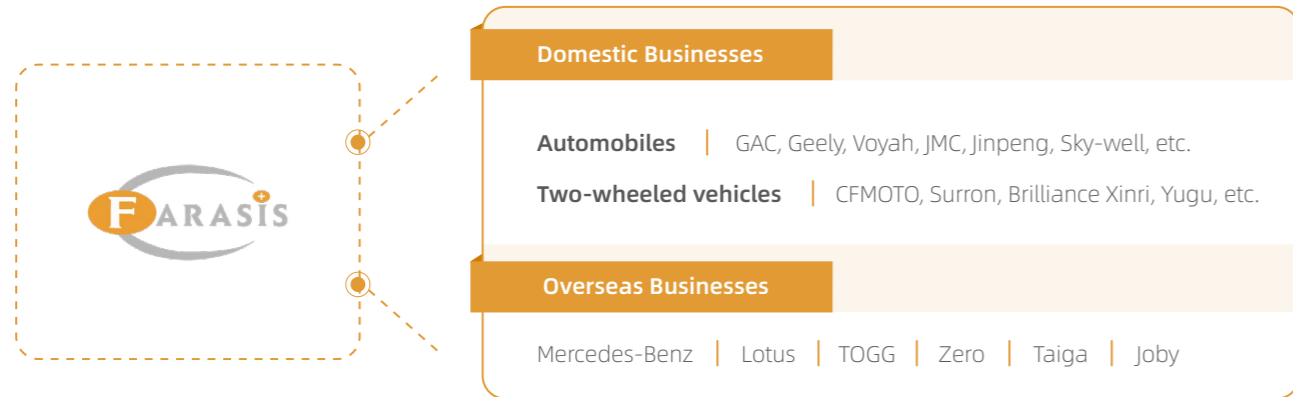 FARASIS
Domestic Businesses
Automobiles | GAC, Geely, Voyah, JMC, Jinpeng, Sky-well, etc.
Two-wheeled vehicles | CFMOTO, Surron, Brilliance Xinri, Yugu, etc.
Overseas Businesses
Mercedes-Benz | Lotus | TOGG | Zero | Taiga | Joby